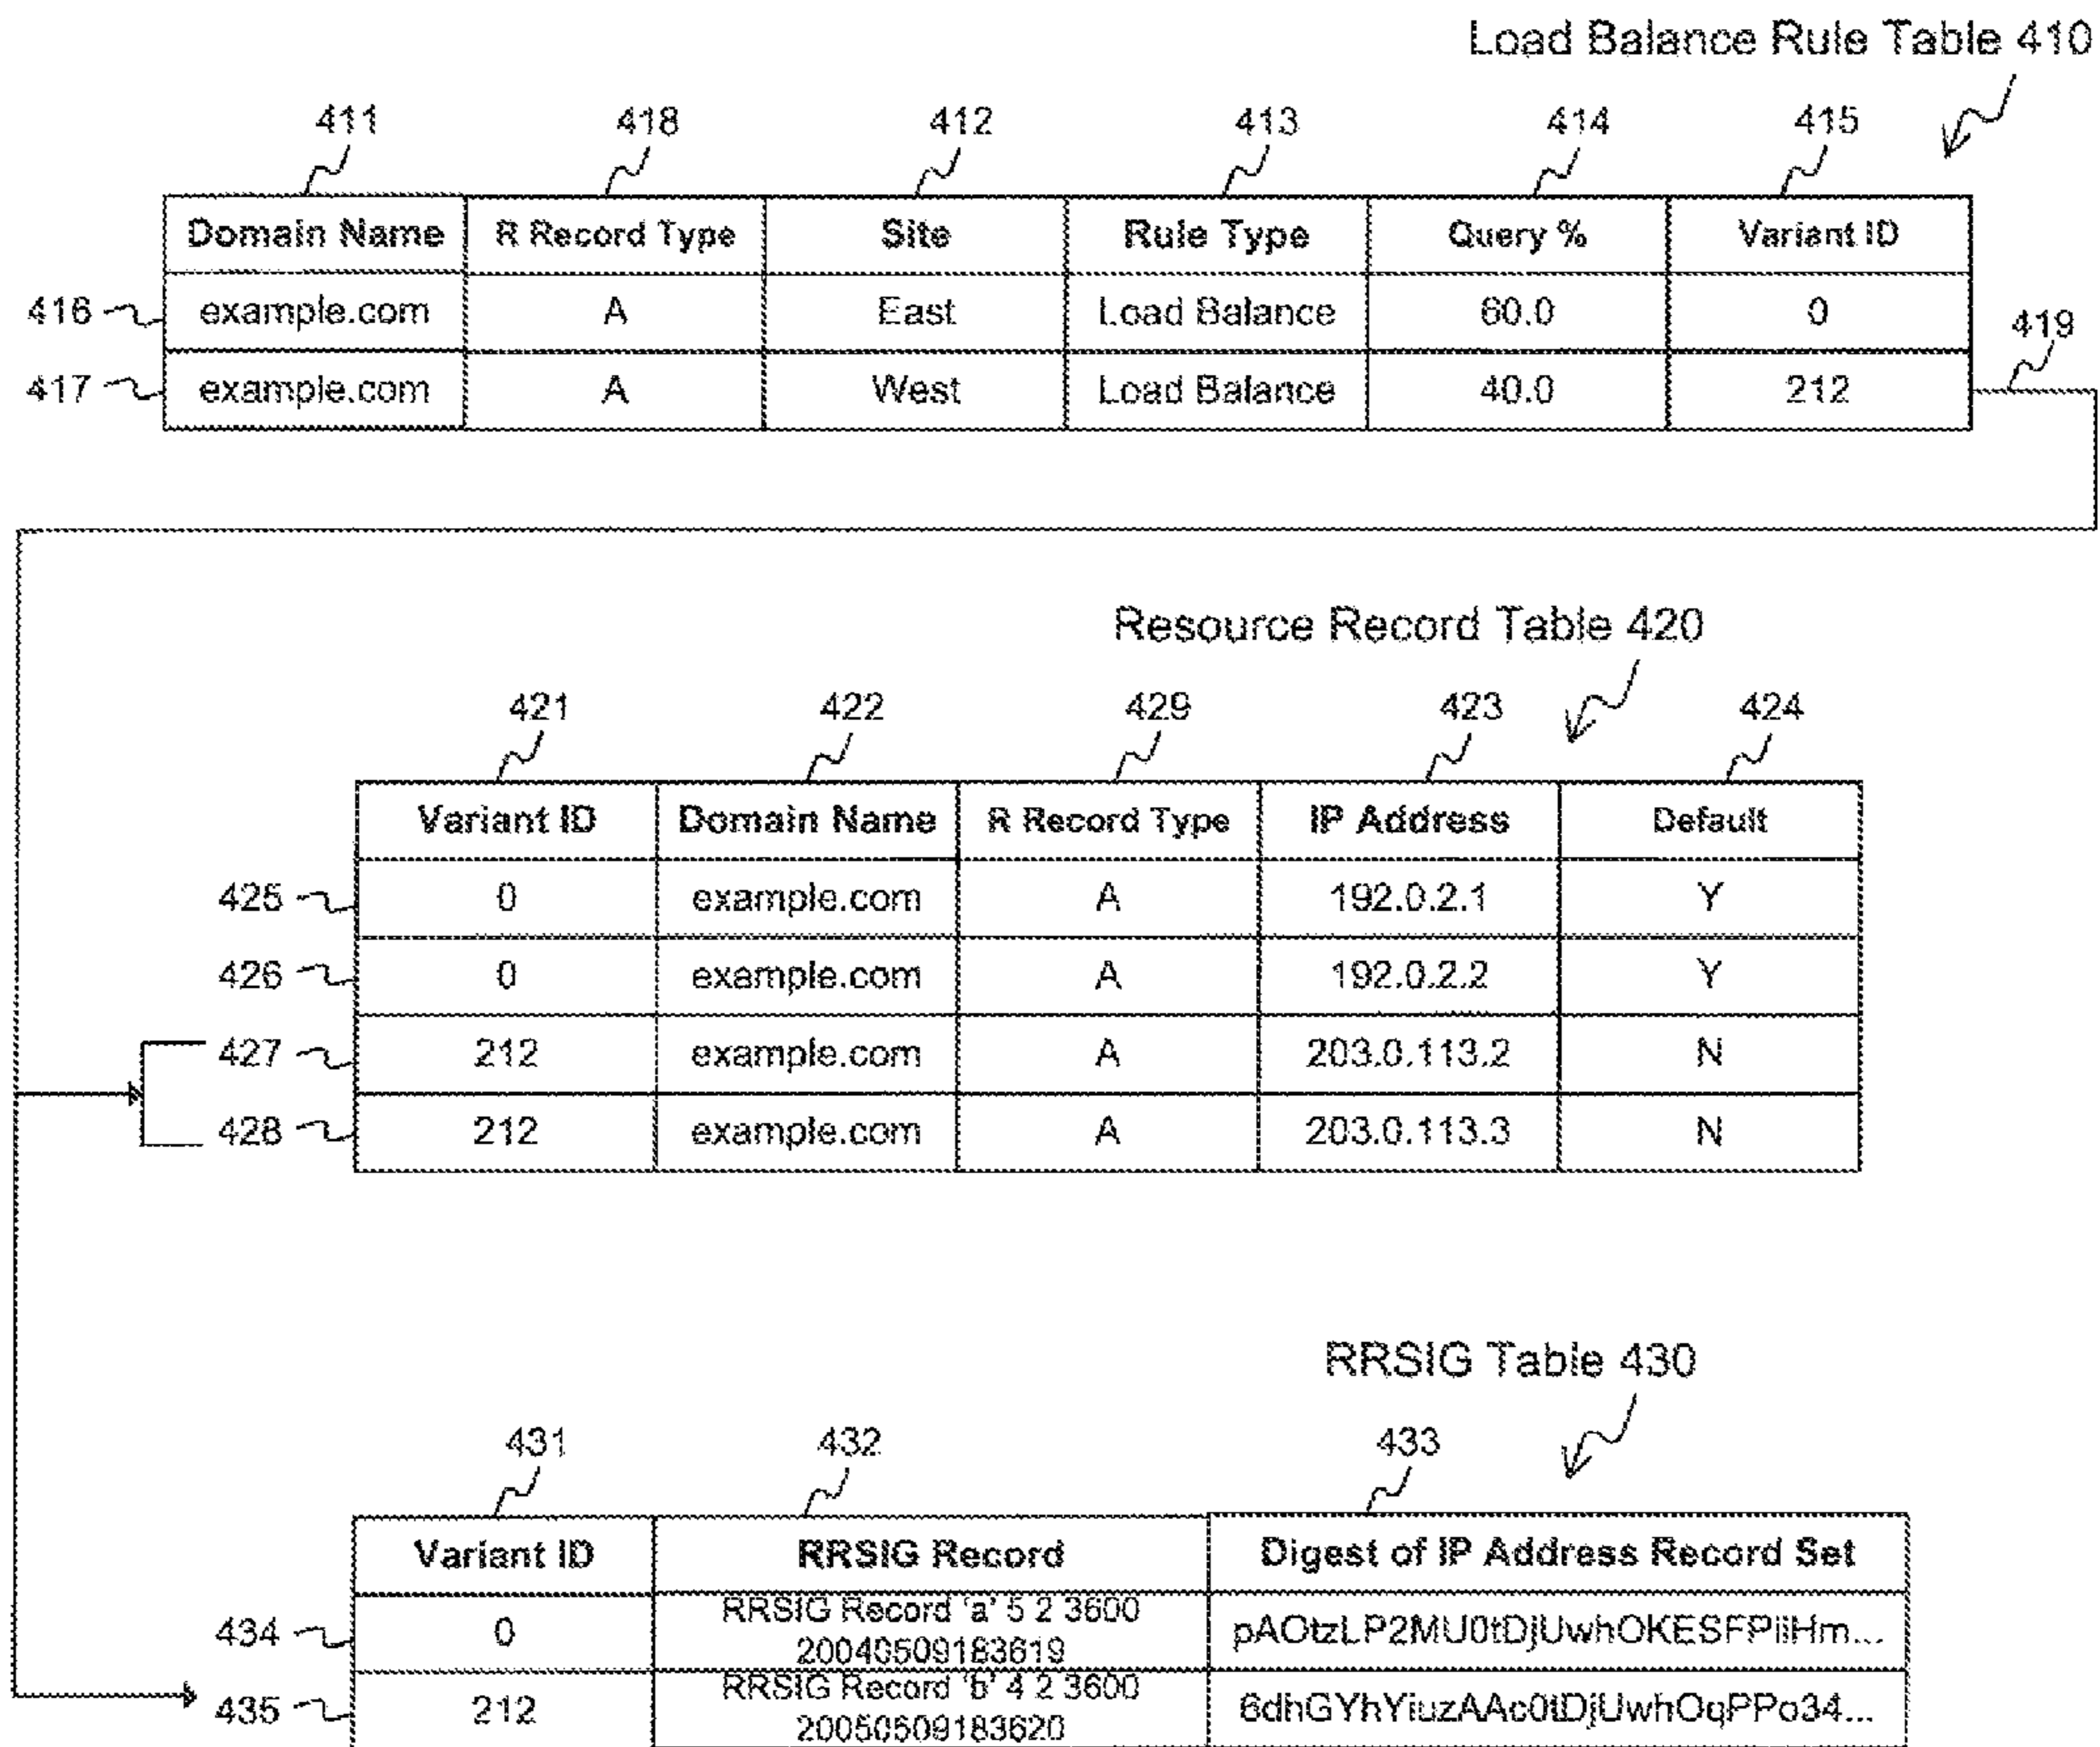 Load Balance Rule Table 410
411 418 412 413 414 415
Domain Name R Record Type Site Rule Type Query % Variant ID
416 example.com A East Load Balance 60.0 0
419
417 example.com A West Load Balance 40.0 212
Resource Record Table 420
421 422 429 423 424
Variant ID Domain Name R Record Type IP Address Default
425 0 example.com A 192.0.2.1 Y
426 0 example.com A 192.0.2.2 Y
427 212 example.com A 203.0.113.2 N
428 212 example.com A 203.0.113.3 N
RRSIG Table 430
431 432 433
Variant ID RRSIG Record Digest of IP Address Record Set
RRSIG Record 'a' 5 2 3600
434 0 20040509183619 pAOtzLP2MU0tDjUwhOKESFPiiHm...
RRSIG Record 'b' 4 2 3600
435 212 20050509183620 6dhGYhYiuzAAc0tDjUwhOqPPo34...